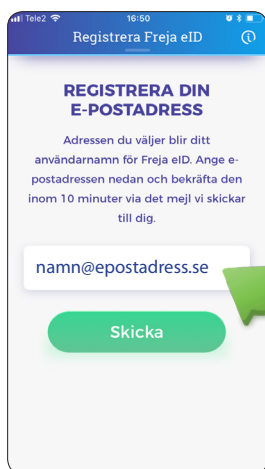 Tele2 16:50
Registrera Freja eID
REGISTRERA DIN
E-POSTADRESS
Adressen du väljer blir ditt
användarnamn för Freja eID. Ange e-
postadressen nedan och bekräfta den
inom 10 minuter via det mejl vi skickar
till dig.
namn@epostadress.se
Skicka